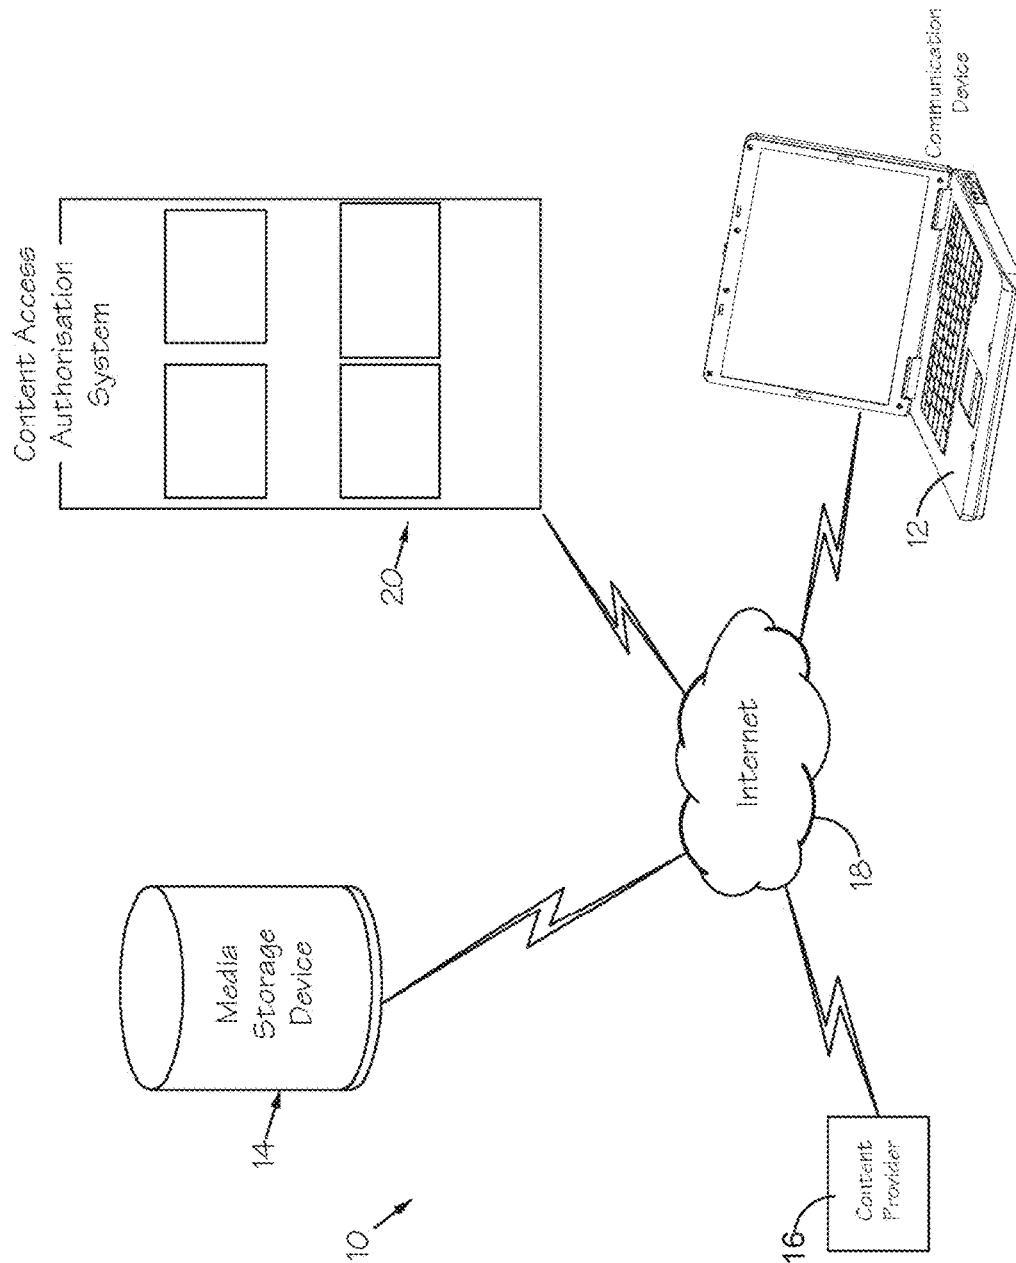 Content Access
Authorisation
System
20
Communication
Device
12
Media
Storage
Device
14
Internet
18
10
16
Content
Provider